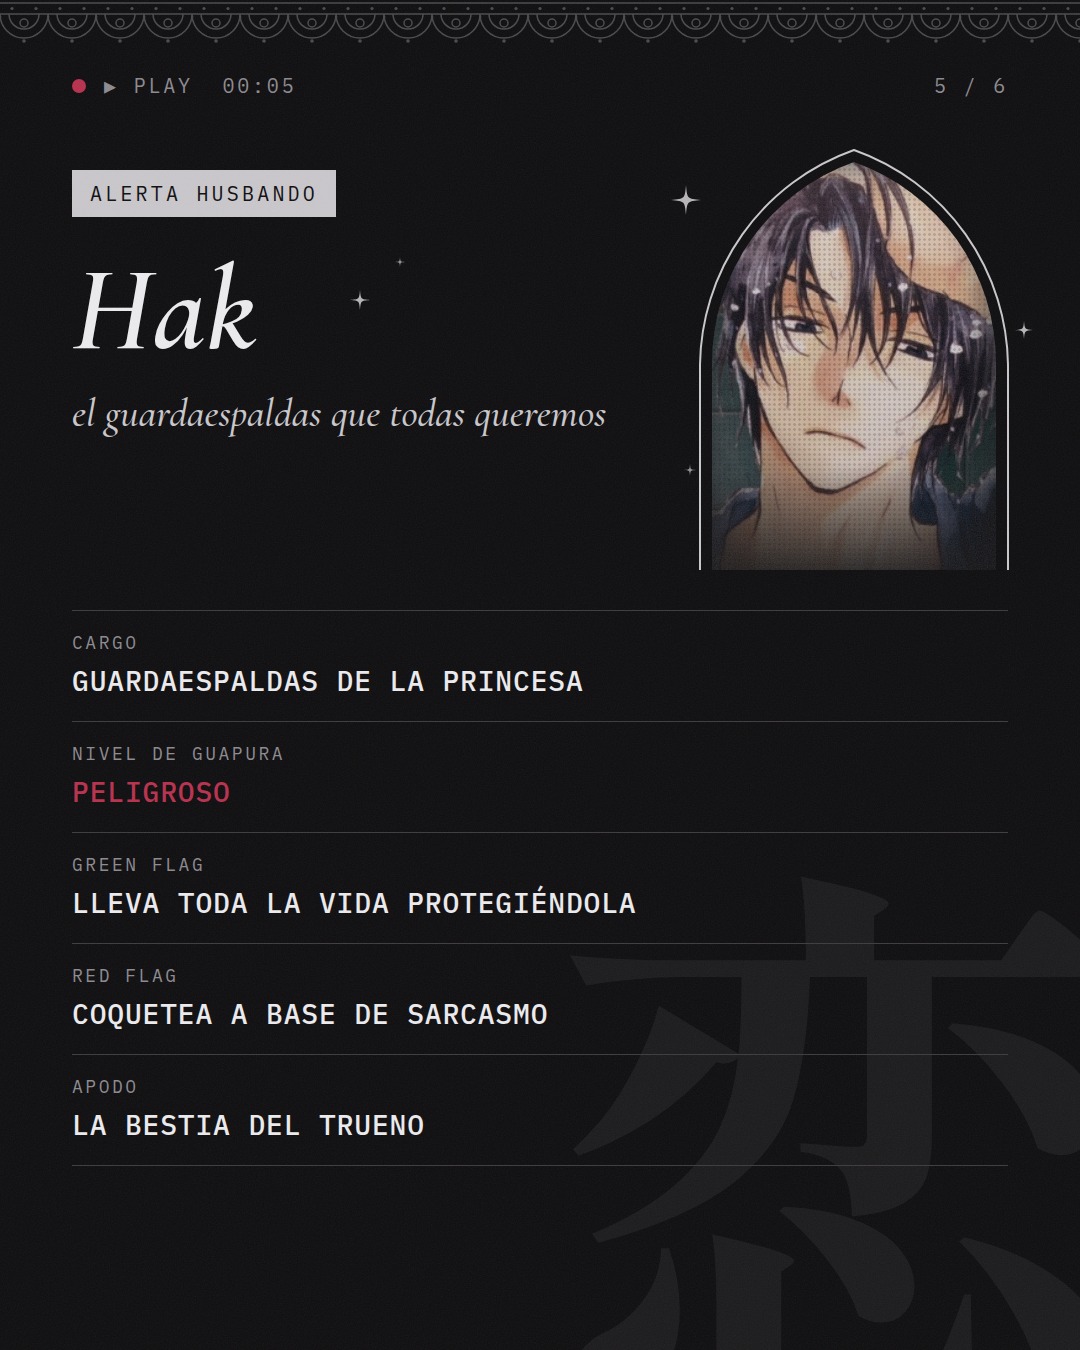 ▶ PLAY 00:05
5 / 6
ALERTA HUSBANDO
Hak
el guardaespaldas que todas queremos
CARGO
GUARDAESPALDAS DE LA PRINCESA
NIVEL DE GUAPURA
PELIGROSO
GREEN FLAG
LLEVA TODA LA VIDA PROTEGIÉNDOLA
RED FLAG
COQUETEA A BASE DE SARCASMO
APODO
LA BESTIA DEL TRUENO
恋